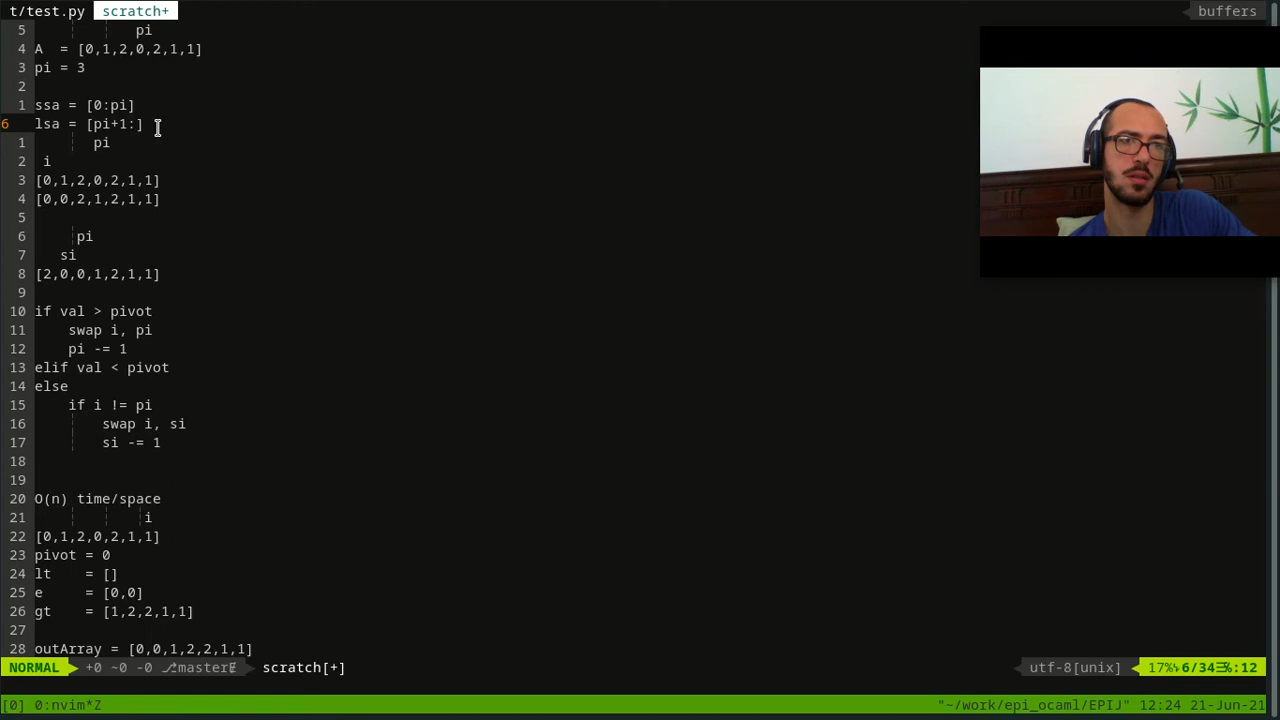 t/test.py scratch+ buffers
5 pi
4 A = [0,1,2,0,2,1,1]
3 pi = 3
2
1 ssa = [0:pi]
6 lsa = [pi+1:]
1 pi
2 i
3 [0,1,2,0,2,1,1]
4 [0,0,2,1,2,1,1]
5
6 pi
7 si
8 [2,0,0,1,2,1,1]
9
10 if val > pivot
11 swap i, pi
12 pi -= 1
13 elif val < pivot
14 else
15 if i != pi
16 swap i, si
17 si -= 1
18
19
20 O(n) time/space
21 i
22 [0,1,2,0,2,1,1]
23 pivot = 0
24 lt = []
25 e = [0,0]
26 gt = [1,2,2,1,1]
27
28 outArray = [0,0,1,2,2,1,1]
NORMAL +0 ~0 -0 master scratch[+] utf-8[unix] 17% 6/34 :12
[0] 0:nvim*Z "~/work/epi_ocaml/EPIJ" 12:24 21-Jun-21